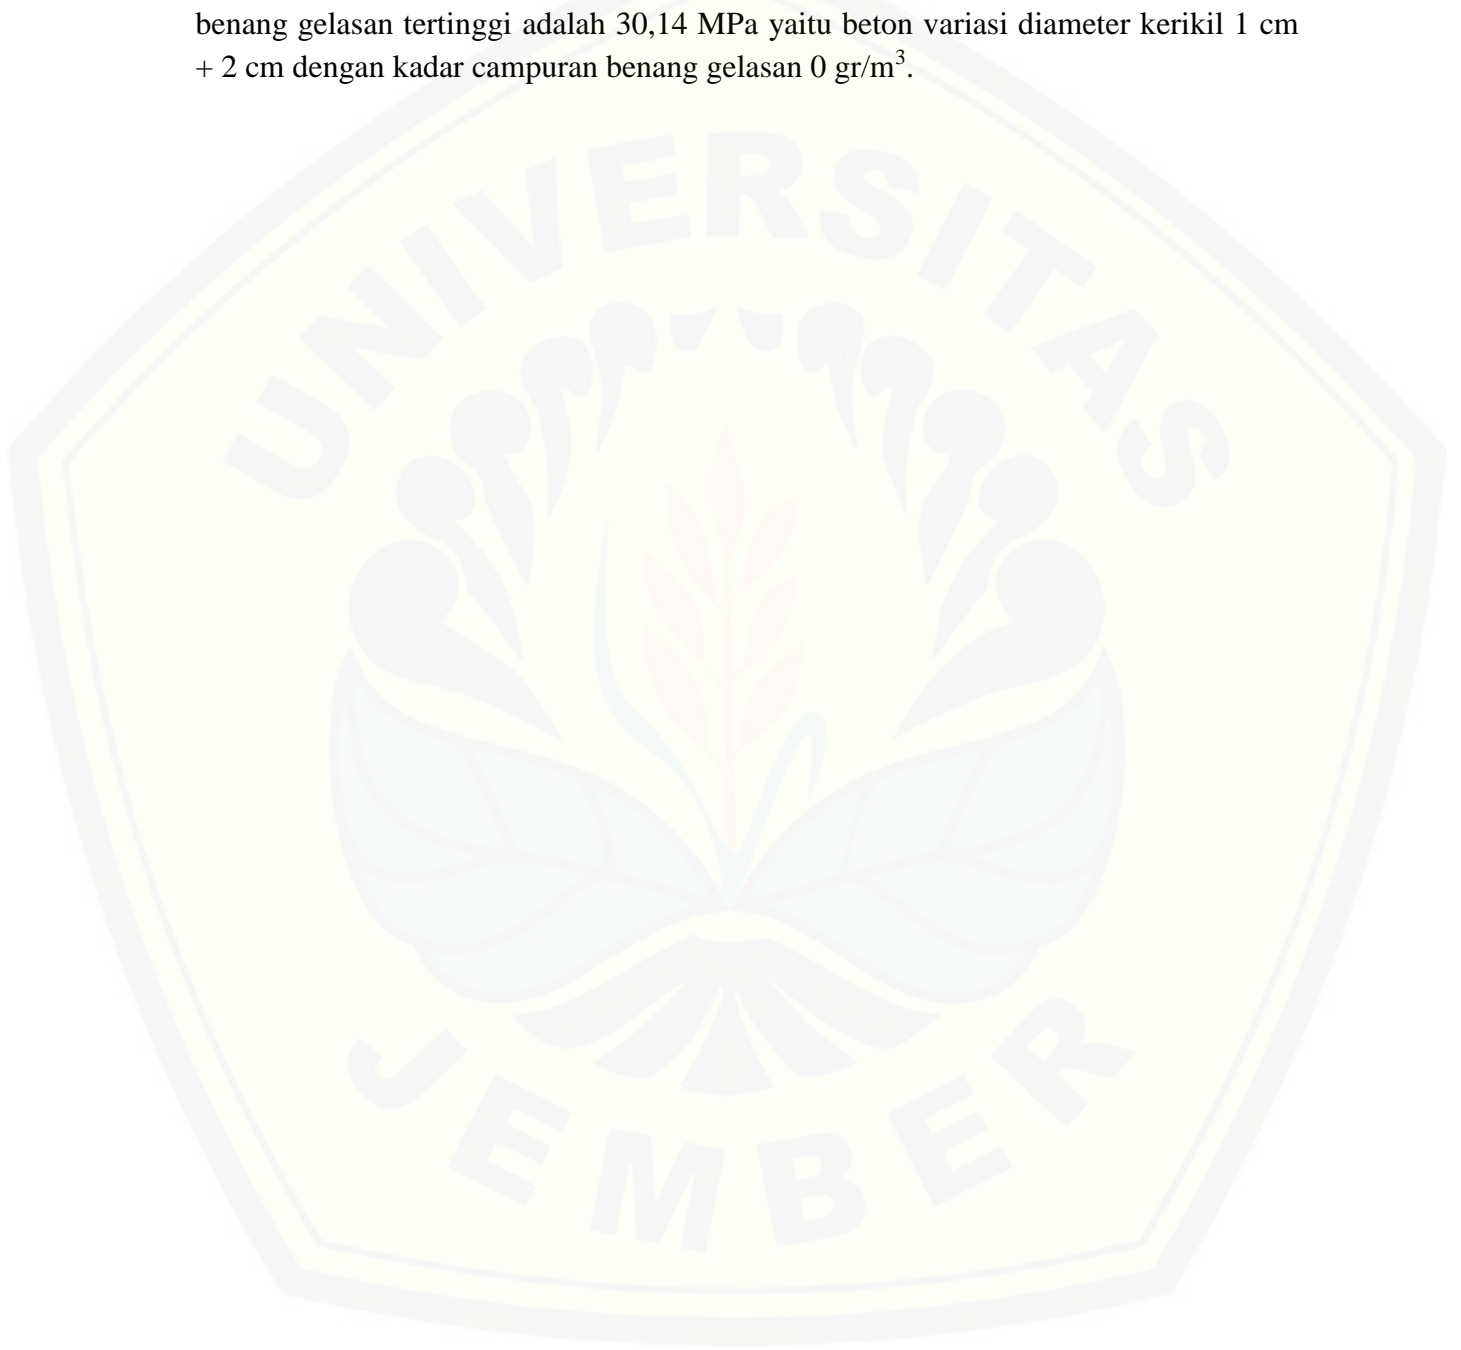 benang gelasan tertinggi adalah 30,14 MPa yaitu beton variasi diameter kerikil 1 cm
+ 2 cm dengan kadar campuran benang gelasan 0 gr/m³.
UNIVERSITAS
JEMBER